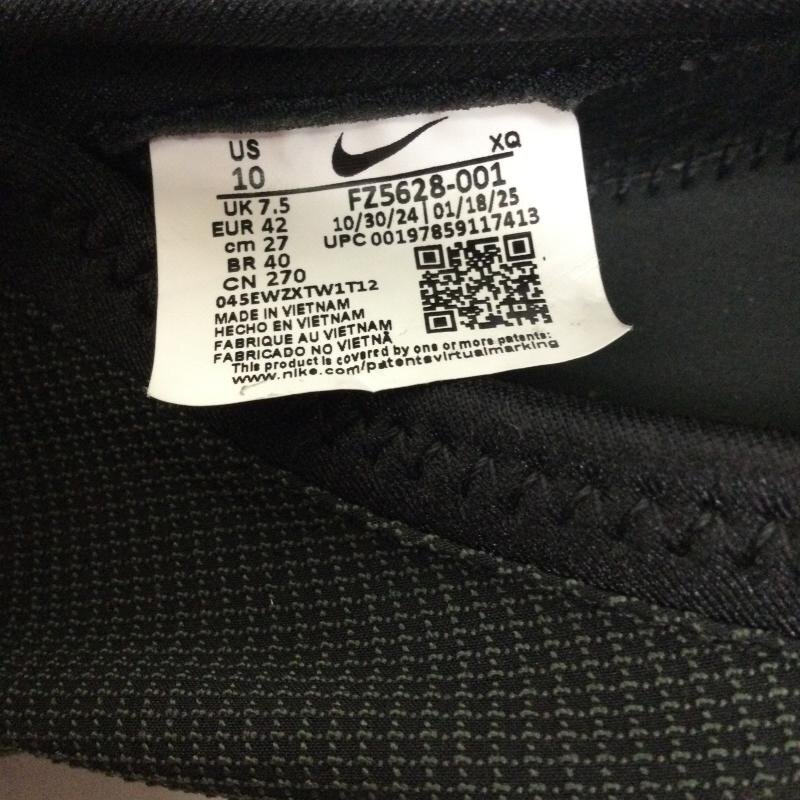 US
XQ
10
FZ5628-001
UK 7.5
10/30/24 | 01/18/25
EUR 42
UPC 00197859117413
cm 27
BR 40
CN 270
045EWZXTW1T12
MADE IN VIETNAM
HECHO EN VIETNAM
FABRIQUE AU VIETNAM
FABRICADO NO VIETNÃ
This product is covered by one or more patents:
www.nike.com/patentsvirtualmarking